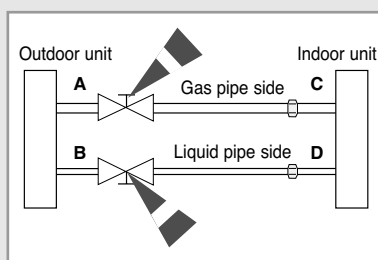 Outdoor unit
Indoor unit
A
Gas pipe side
C
B
Liquid pipe side
D